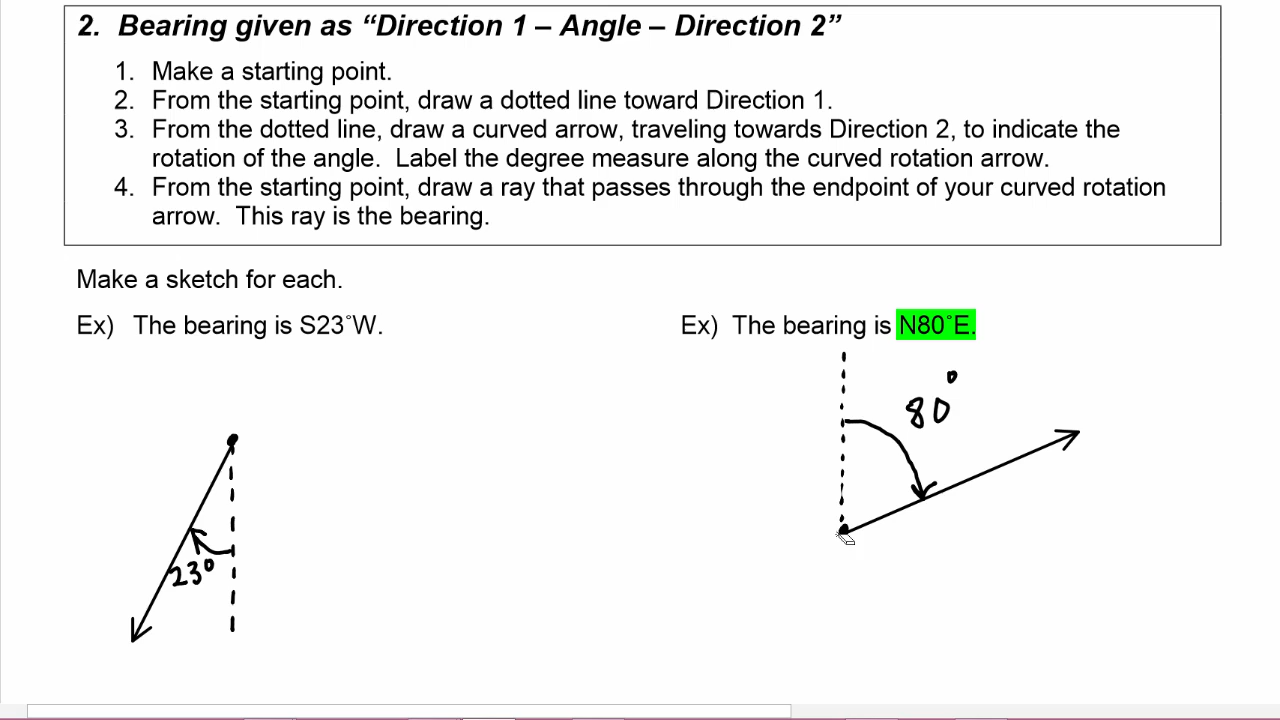 2. Bearing given as “Direction 1 – Angle – Direction 2”
1. Make a starting point.
2. From the starting point, draw a dotted line toward Direction 1.
3. From the dotted line, draw a curved arrow, traveling towards Direction 2, to indicate the
rotation of the angle. Label the degree measure along the curved rotation arrow.
4. From the starting point, draw a ray that passes through the endpoint of your curved rotation
arrow. This ray is the bearing.
Make a sketch for each.
Ex) The bearing is S23˚W.
Ex) The bearing is N80˚E.
80°
23°